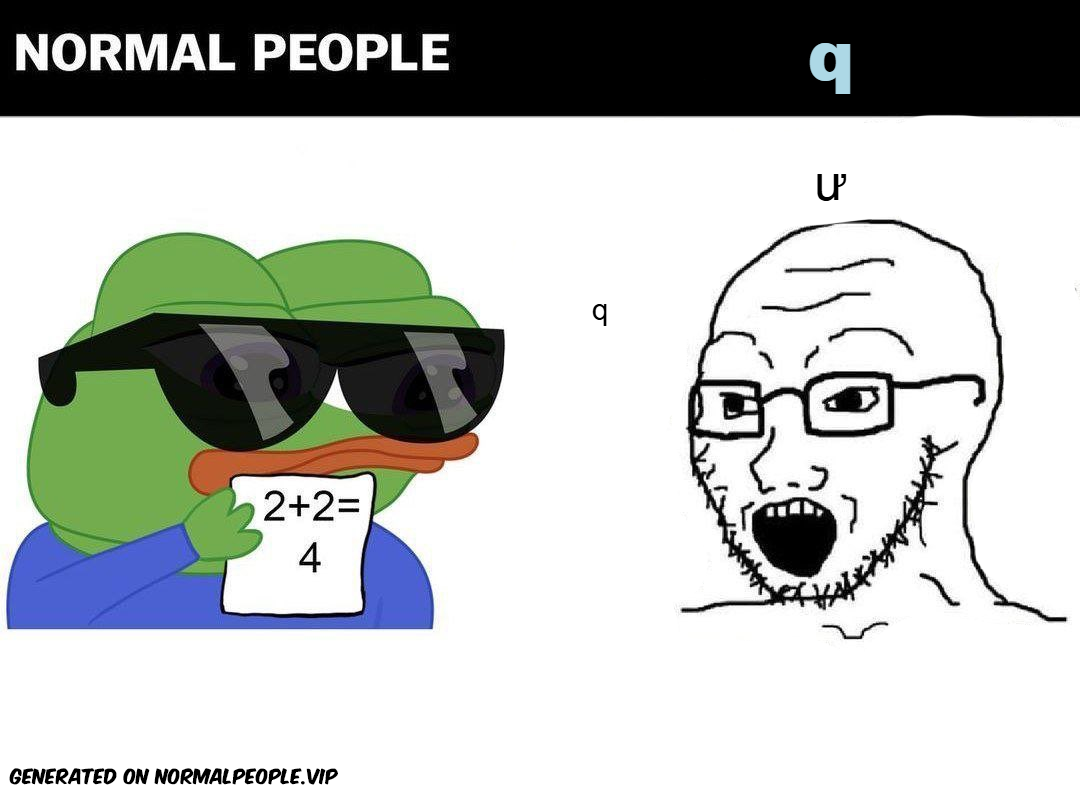 NORMAL PEOPLE
q
ư
q
2+2=
4
GENERATED ON NORMALPEOPLE.VIP